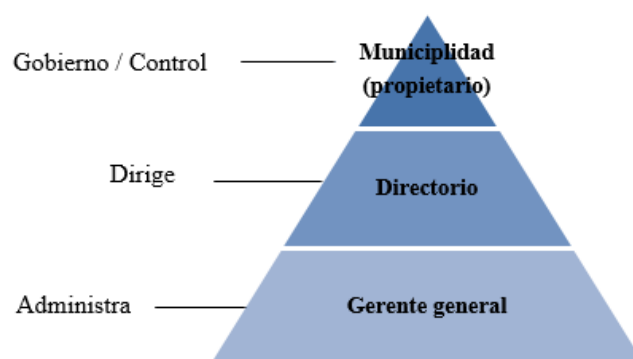 Gobierno / Control
Municiplidad
(propietario)
Dirige
Directorio
Administra
Gerente general